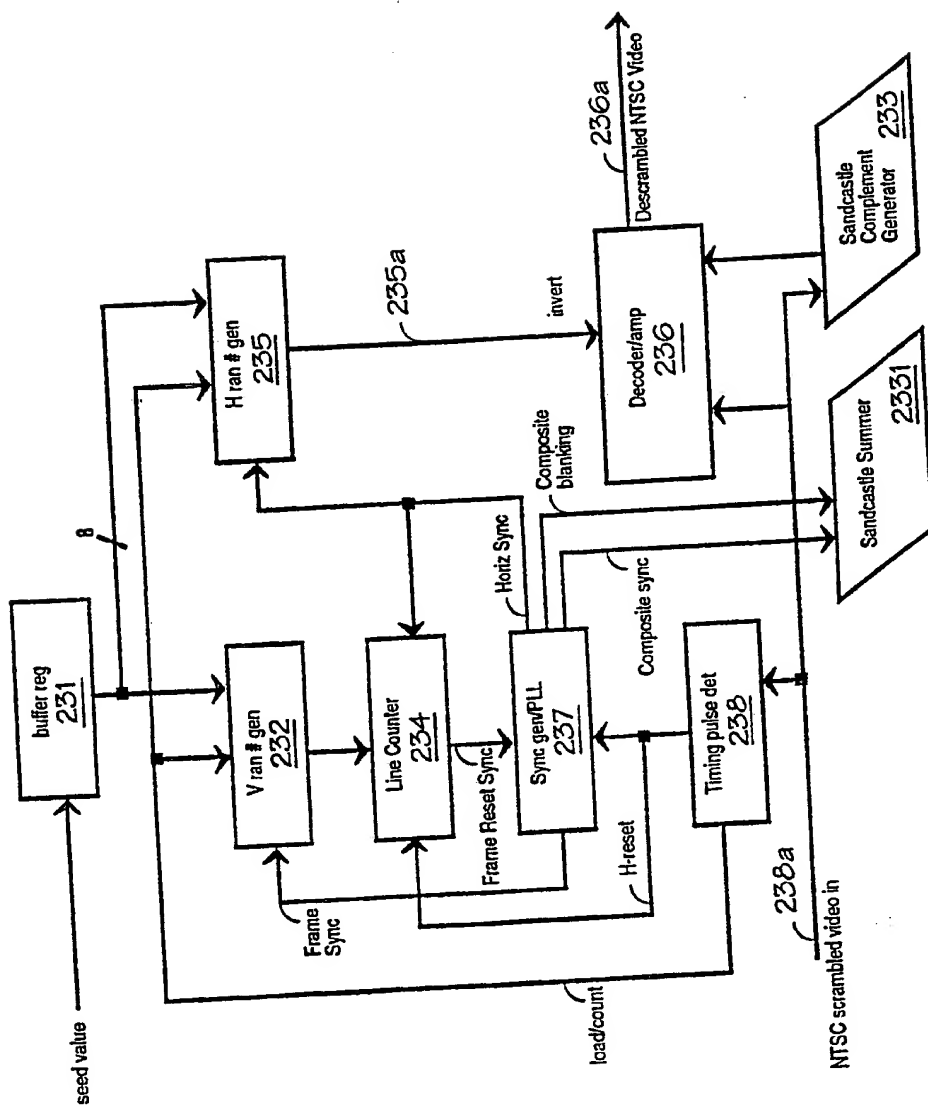 seed value
buffer reg
231
8
V ran # gen
232
H ran # gen
235
235a
invert
Line Counter
234
Frame Sync
Frame Reset Sync
Horiz Sync
Sync gen/PLL
237
H-reset
Composite blanking
Composite sync
Timing pulse det
238
load/count
NTSC scrambled video in
238a
Decoder/amp
236
236a
Descrambled NTSC Video
Sandcastle Summer
2331
Sandcastle
Complement
Generator
233